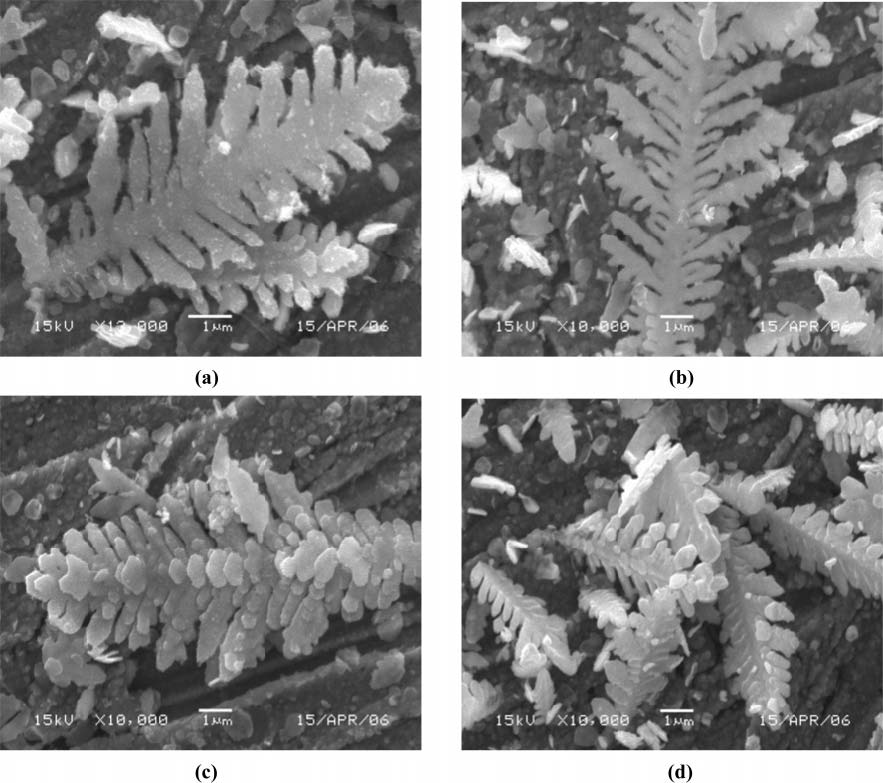 15kV X13,000 1µm 15/APR/06
(a)
15kV X10,000 1µm 15/APR/06
(b)
15kV X10,000 1µm 15/APR/06
(c)
15kV X10,000 1µm 15/APR/06
(d)